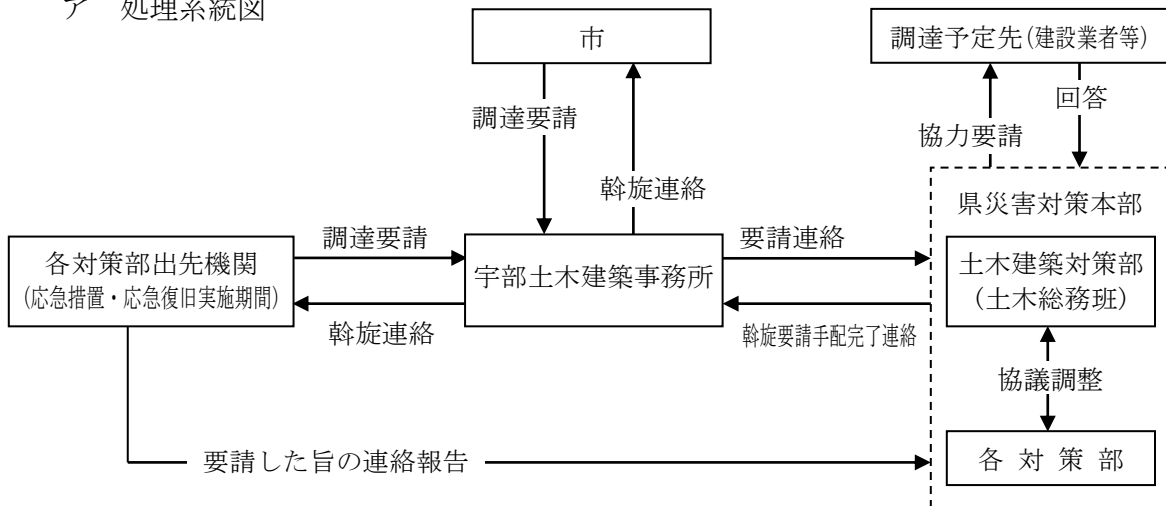 ア 処理系統図
市
調達予定先(建設業者等)
調達要請
回答
協力要請
斡旋連絡
県災害対策本部
各対策部出先機関
(応急措置・応急復旧実施期間)
調達要請
宇部土木建築事務所
要請連絡
土木建築対策部
(土木総務班)
斡旋連絡
斡旋要請手配完了連絡
協議調整
要請した旨の連絡報告
各対策部